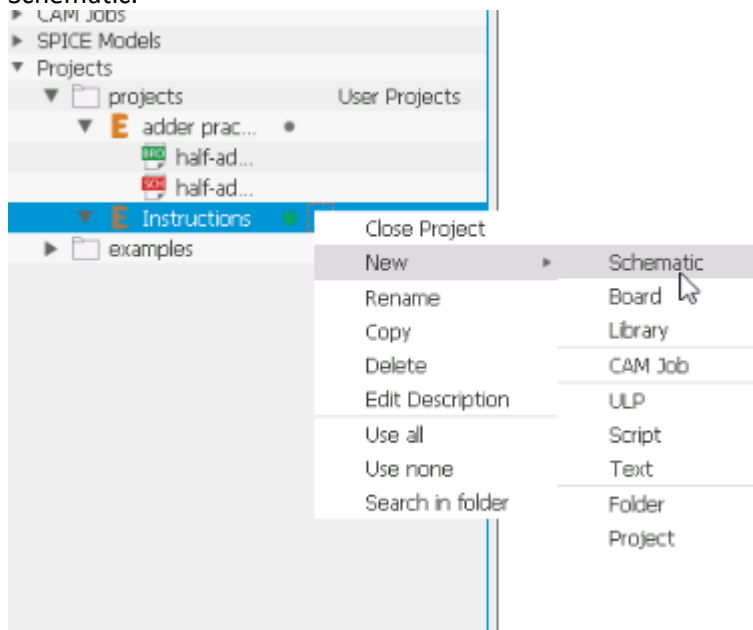 Schematic.
CAM Jobs
SPICE Models
Projects
projects User Projects
E adder prac...
BRD half-ad...
SCH half-ad...
E Instructions
examples
Close Project
New
Rename
Copy
Delete
Edit Description
Use all
Use none
Search in folder
Schematic
Board
Library
CAM Job
ULP
Script
Text
Folder
Project